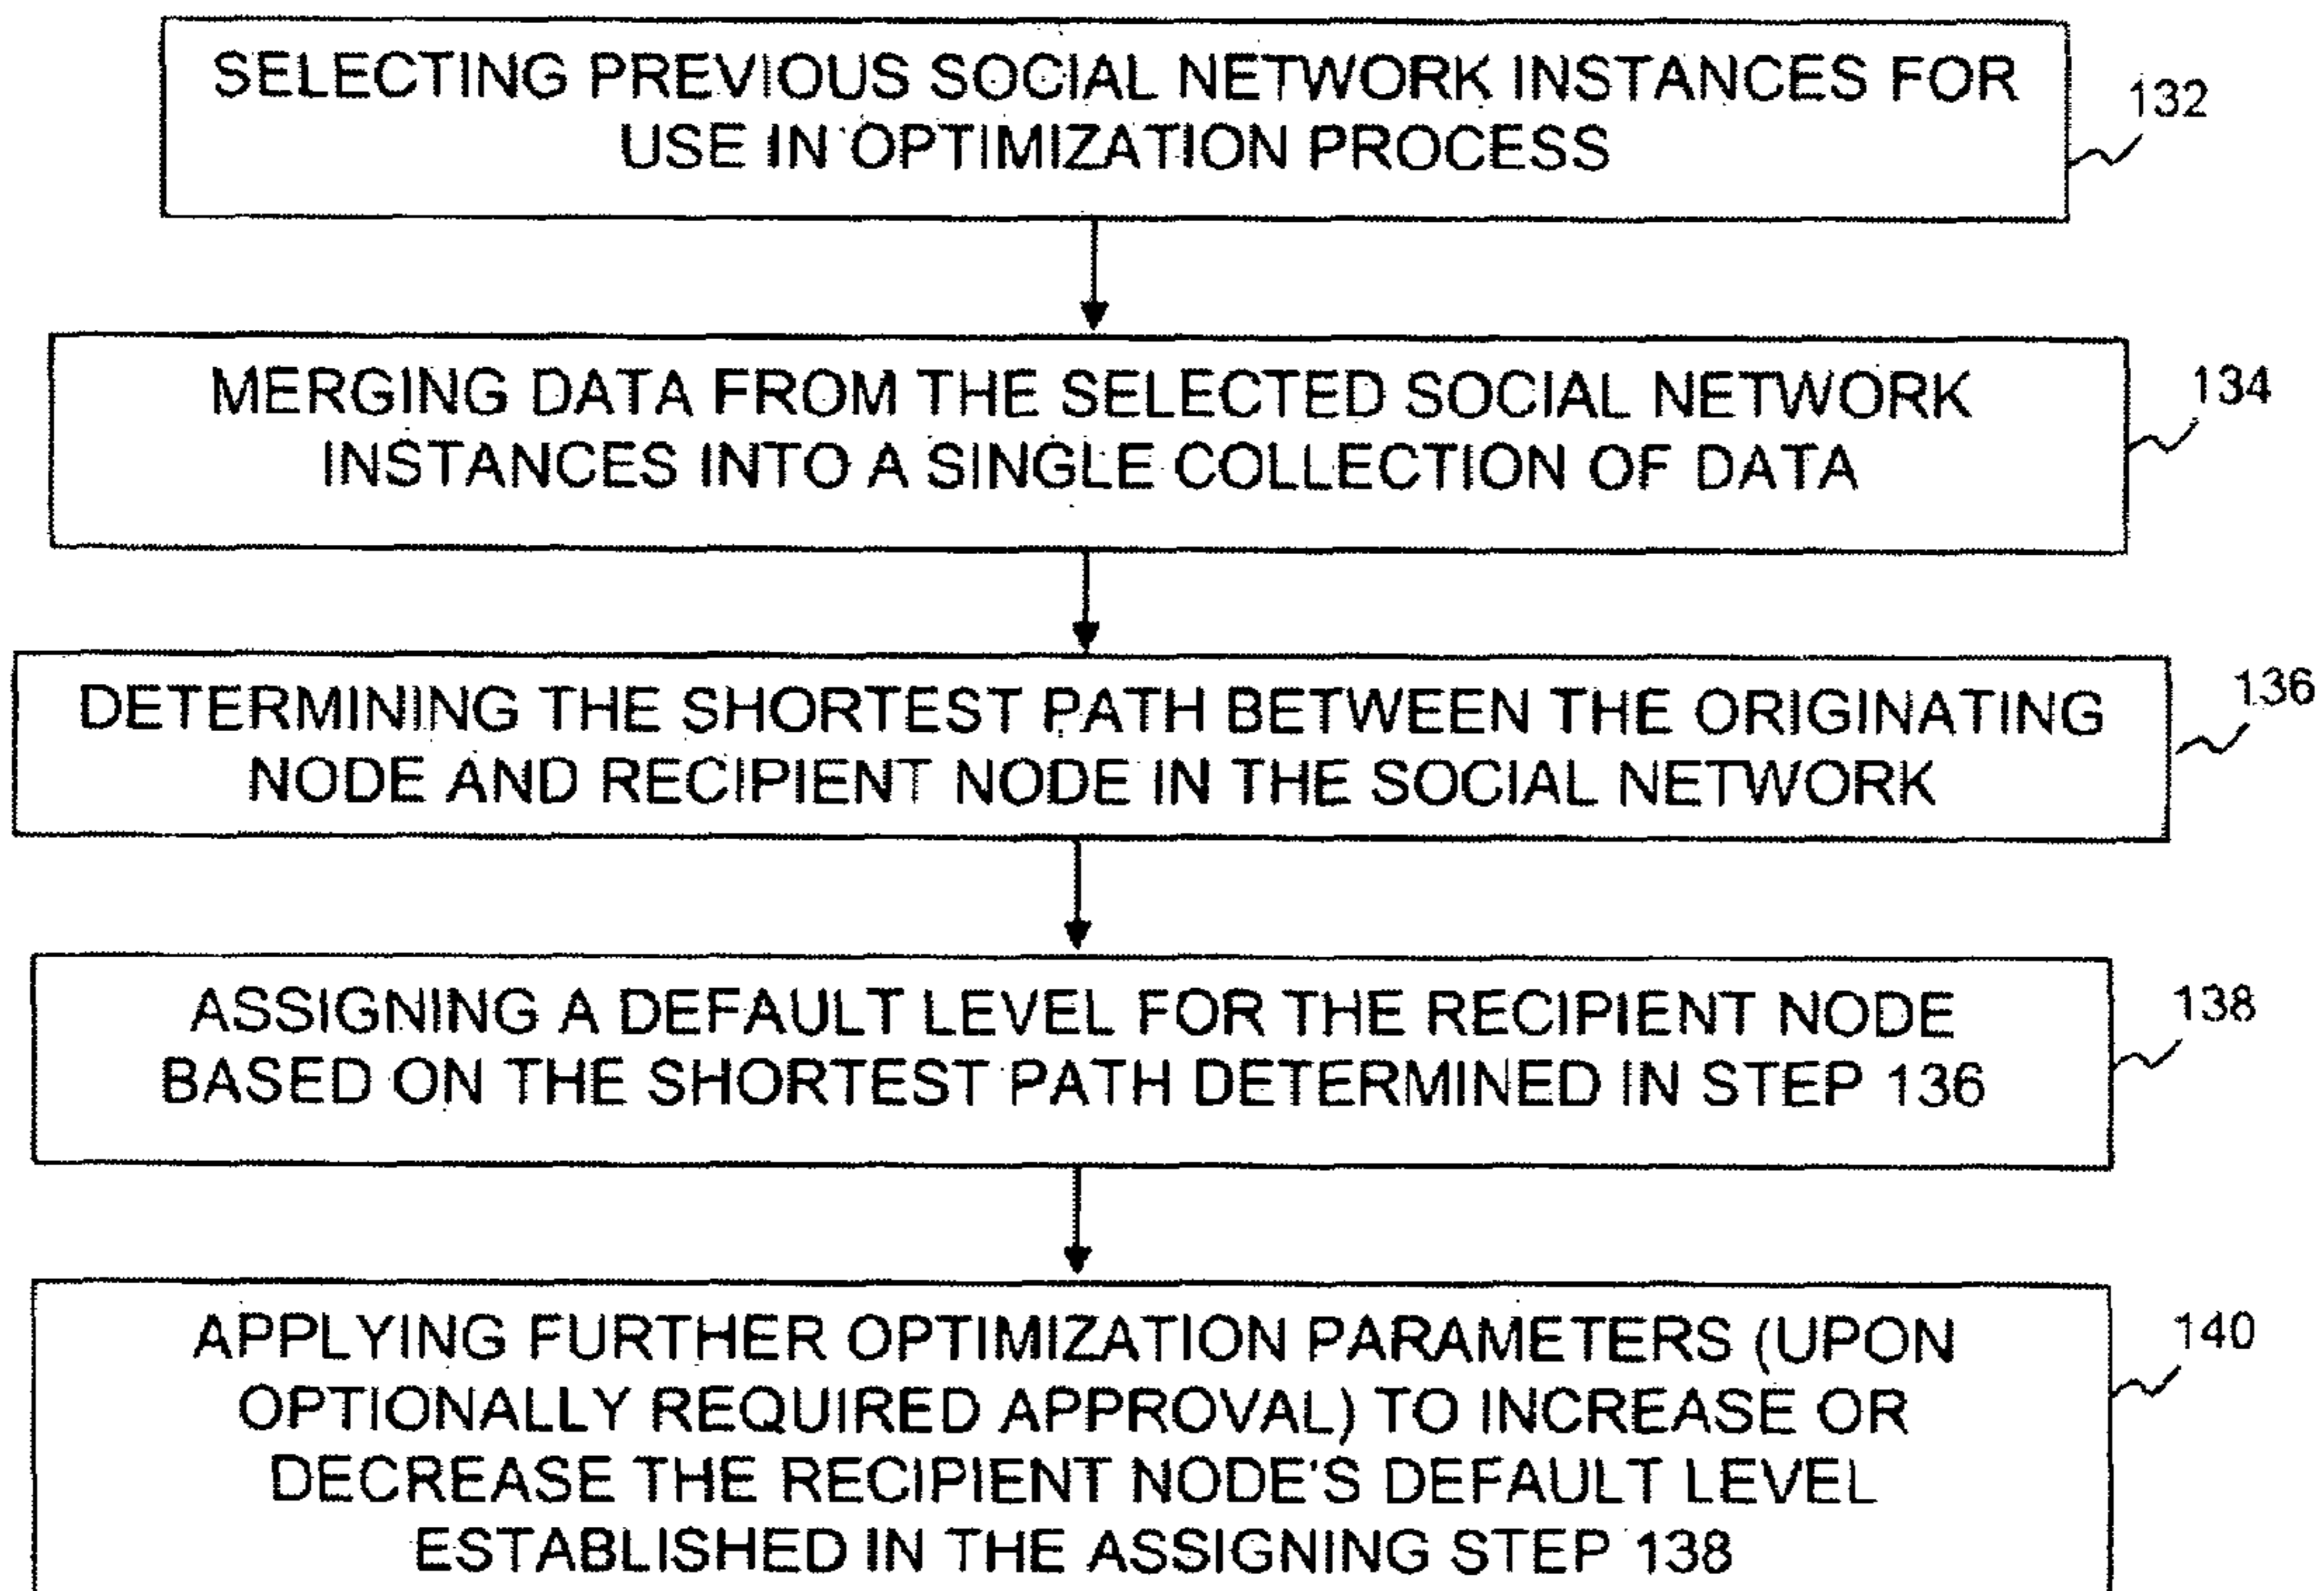 SELECTING PREVIOUS SOCIAL NETWORK INSTANCES FOR
USE IN OPTIMIZATION PROCESS
132
MERGING DATA FROM THE SELECTED SOCIAL NETWORK
INSTANCES INTO A SINGLE COLLECTION OF DATA
134
DETERMINING THE SHORTEST PATH BETWEEN THE ORIGINATING
NODE AND RECIPIENT NODE IN THE SOCIAL NETWORK
136
ASSIGNING A DEFAULT LEVEL FOR THE RECIPIENT NODE
BASED ON THE SHORTEST PATH DETERMINED IN STEP 136
138
APPLYING FURTHER OPTIMIZATION PARAMETERS (UPON
OPTIONALLY REQUIRED APPROVAL) TO INCREASE OR
DECREASE THE RECIPIENT NODE'S DEFAULT LEVEL
ESTABLISHED IN THE ASSIGNING STEP 138
140